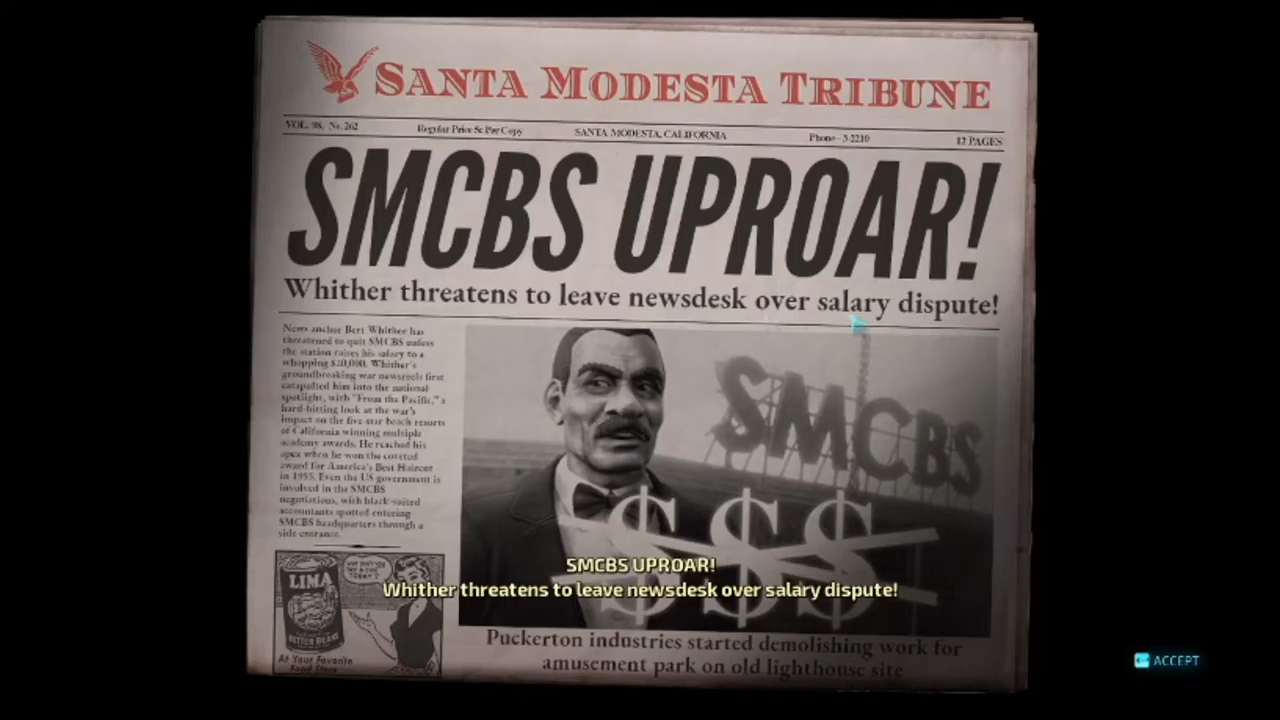 SANTA MODESTA TRIBUNE
VOL. 98, No. 262 Regular Price 5c Per Copy SANTA MODESTA, CALIFORNIA Phone—3-2210 12 PAGES
SMCBS UPROAR!
Whither threatens to leave newsdesk over salary dispute!
News anchor Bert Whither has
threatened to quit SMCBS unless
the station raises his salary to a
whopping $20,000. Whither's
groundbreaking war newsreels first
catapulted him into the national
spotlight, with "From the Pacific," a
hard-hitting look at the war's
impact on the five-star beach resorts
of California winning multiple
academy awards. He reached his
apex when he won the coveted
award for America's Best Haircut
in 1955. Even the US government is
involved in the SMCBS
negotiations, with black-suited
accountants spotted entering
SMCBS headquarters through a
side entrance.
SMCBS
$$$
LIMA
BUTTER BEANS
At Your Favorite
Food Store
SMCBS UPROAR!
Whither threatens to leave newsdesk over salary dispute!
Puckerton industries started demolishing work for
amusement park on old lighthouse site
ACCEPT